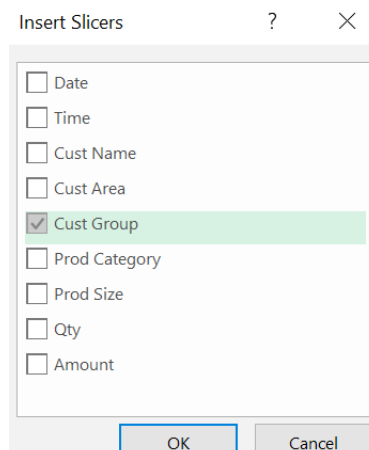 Insert Slicers ?
Date
Time
Cust Name
Cust Area
Cust Group
Prod Category
Prod Size
Qty
Amount
OK Cancel